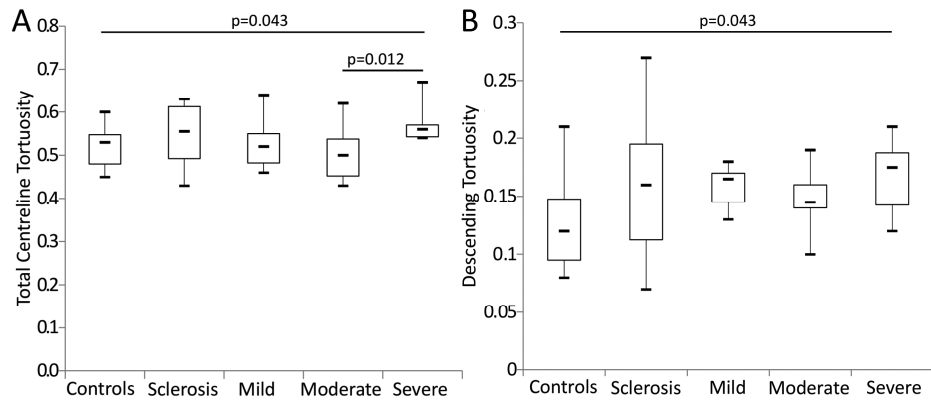 A
p=0.043
p=0.012
Total Centreline Tortuosity
0.8
0.7
0.6
0.5
0.4
0.3
0.2
0.1
0.0
Controls Sclerosis Mild Moderate Severe
B
p=0.043
Descending Tortuosity
0.3
0.25
0.2
0.15
0.1
0.05
0
Controls Sclerosis Mild Moderate Severe